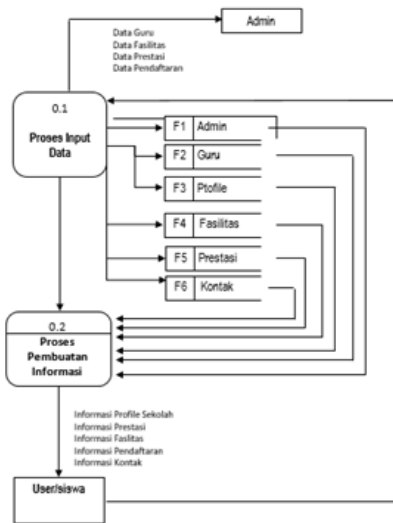 Admin
Data Guru
Data Fasilitas
Data Prestasi
Data Pendaftaran
0.1
Proses Input
Data
F1 Admin
F2 Guru
F3 Ptofile
F4 Fasilitas
F5 Prestasi
F6 Kontak
0.2
Proses
Pembuatan
Informasi
Informasi Profile Sekolah
Informasi Prestasi
Informasi Faslitas
Informasi Pendaftaran
Informasi Kontak
User/siswa